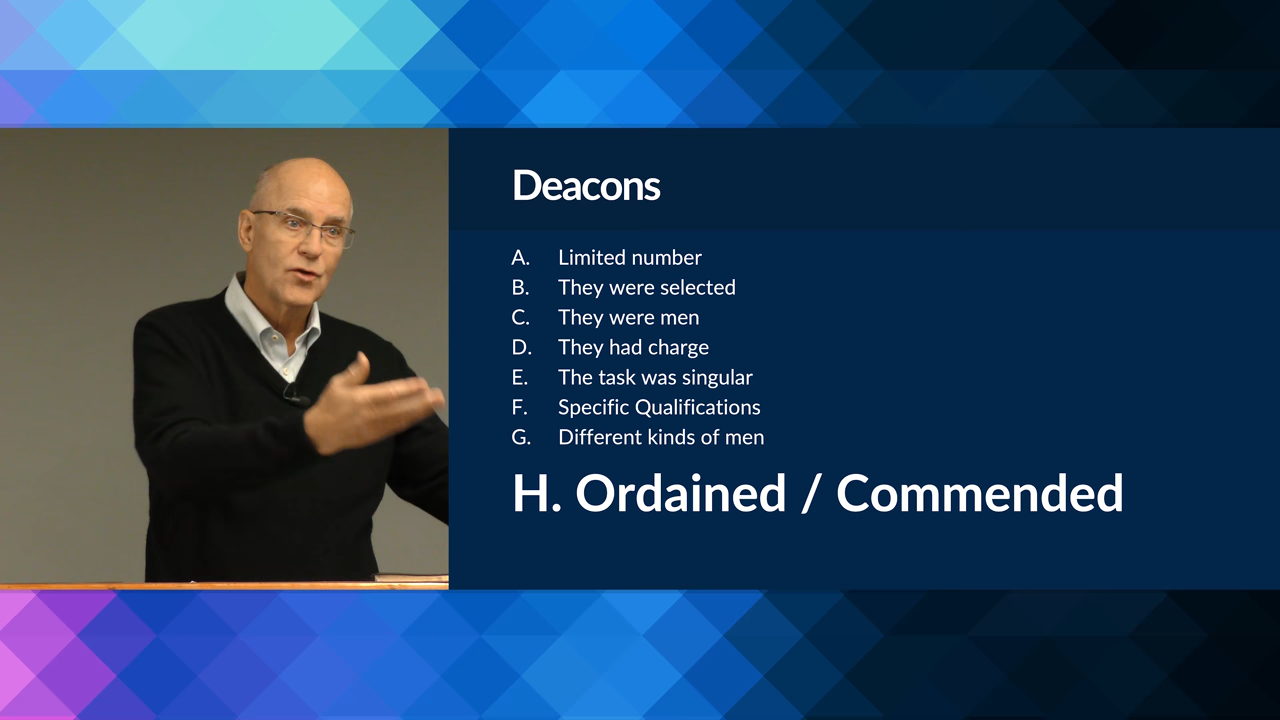 Deacons
A. Limited number
B. They were selected
C. They were men
D. They had charge
E. The task was singular
F. Specific Qualifications
G. Different kinds of men
H. Ordained / Commended